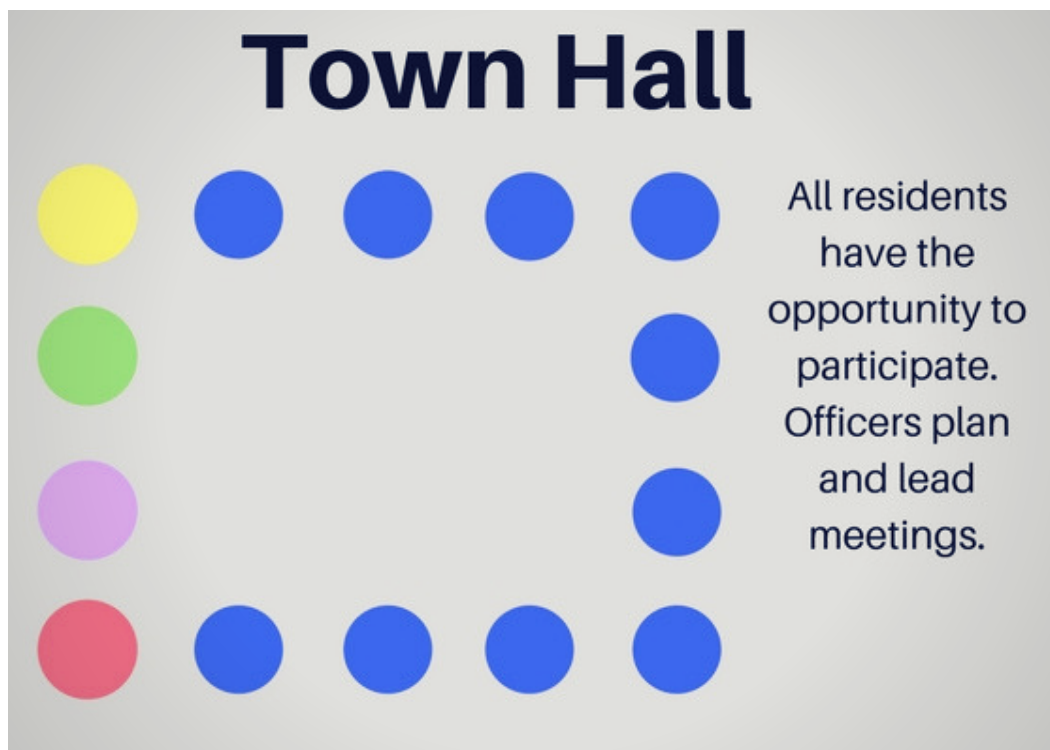 Town Hall
All residents
have the
opportunity to
participate.
Officers plan
and lead
meetings.